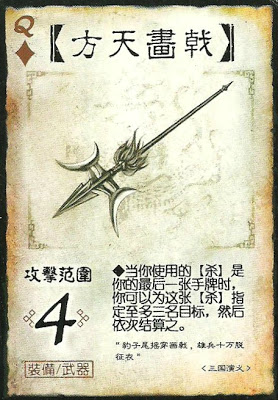 Q
【方天畫戟】
攻擊范圍
4
◆当你使用的【杀】是
你的最后一张手牌时，
你可以为这张【杀】指
定至多三名目标，然后
依次结算之。
“豹子尾摇穿画戟，雄兵十万脱
征衣”
《三国演义》
裝備/武器